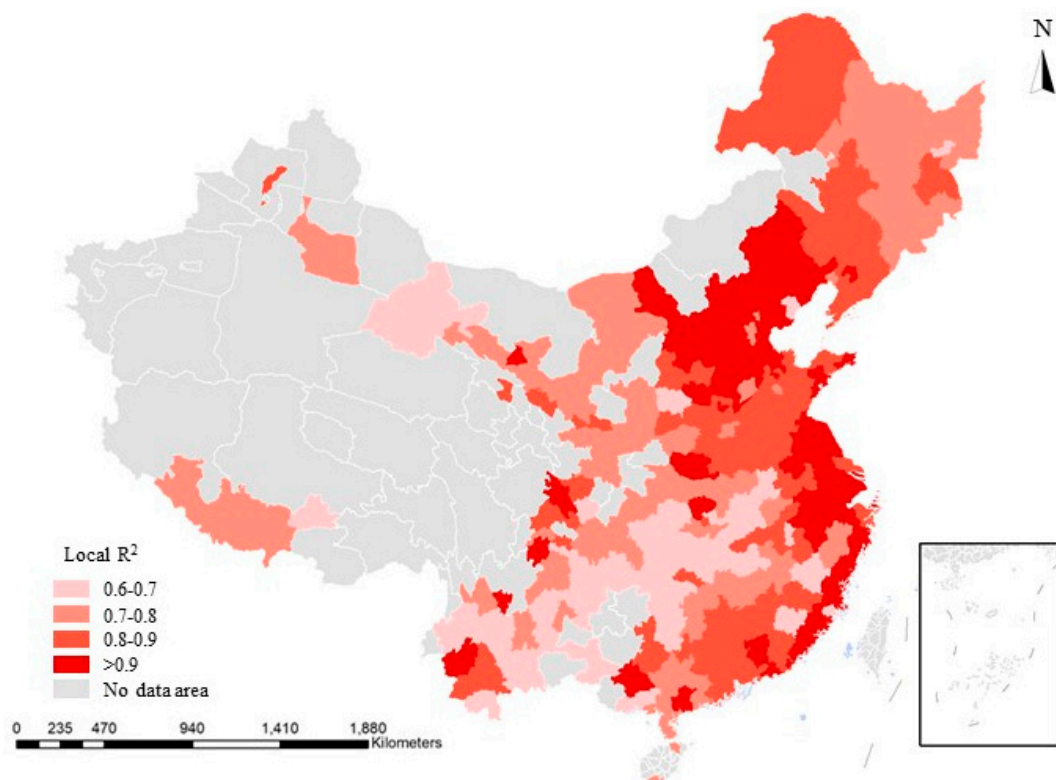 N
Local R²
0.6-0.7
0.7-0.8
0.8-0.9
>0.9
No data area
0 235 470 940 1,410 1,880
Kilometers